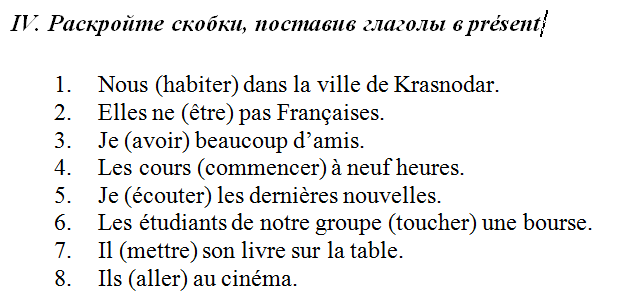 IV. Раскройте скобки, поставив глаголы в présent
1. Nous (habiter) dans la ville de Krasnodar.
2. Elles ne (être) pas Françaises.
3. Je (avoir) beaucoup d’amis.
4. Les cours (commencer) à neuf heures.
5. Je (écouter) les dernières nouvelles.
6. Les étudiants de notre groupe (toucher) une bourse.
7. Il (mettre) son livre sur la table.
8. Ils (aller) au cinéma.